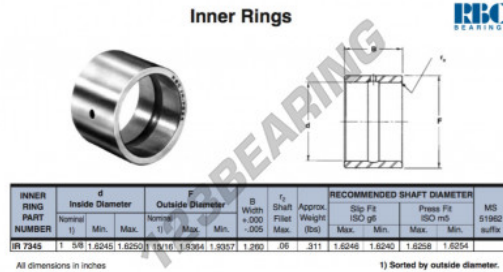 Inner Rings
RBC
BEARINGS
B
r₂
d
F
INNER RING PART NUMBER
d Inside Diameter
F Outside Diameter
B Width +.000 -.005
r₂ Shaft Fillet Max.
Approx. Weight (lbs)
RECOMMENDED SHAFT DIAMETER
Slip Fit ISO g6
Press Fit ISO m5
MS 51962 suffix
Nominal 1) Min. Max. Nominal 1) Max. Min. Max. Min. Max. Min.
IR 7345 1 5/8 1.6245 1.6250 1 15/16 1.9364 1.9357 1.260 .06 .311 1.6246 1.6240 1.6258 1.6254
All dimensions in inches
1) Sorted by outside diameter.
123BEARING